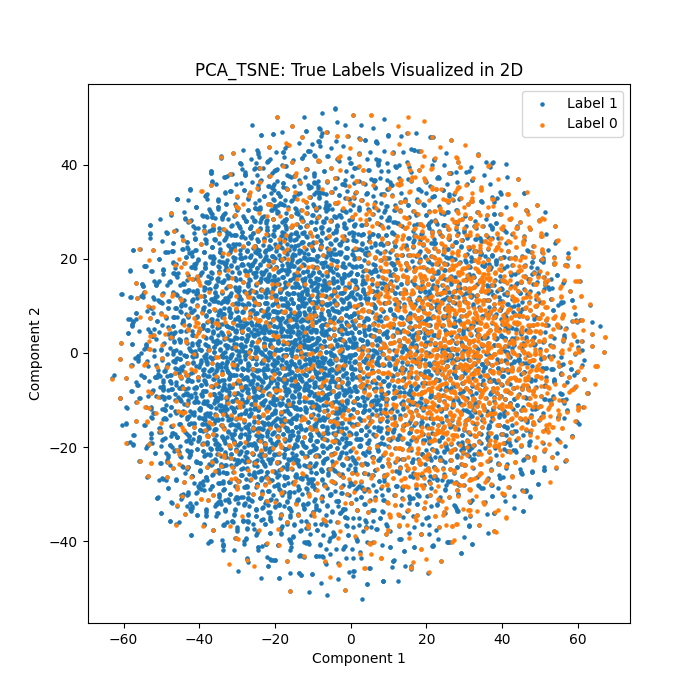 PCA_TSNE: True Labels Visualized in 2D
Label 1
Label 0
Component 2
40
20
0
−20
−40
−60 −40 −20 0 20 40 60
Component 1